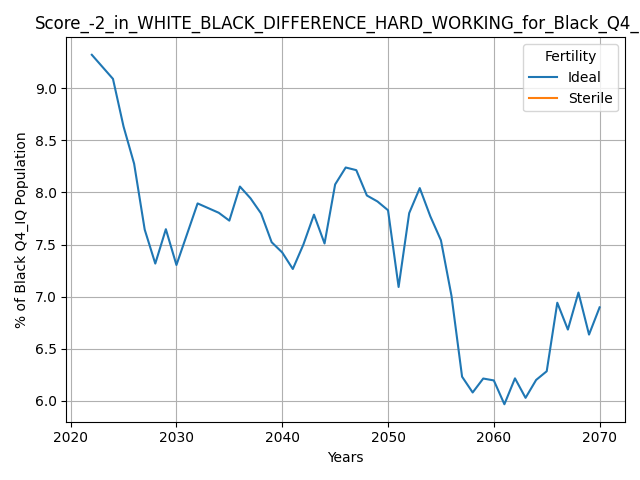 Score_-2_in_WHITE_BLACK_DIFFERENCE_HARD_WORKING_for_Black_Q4_
Fertility
Ideal
Sterile
% of Black Q4_IQ Population
9.0
8.5
8.0
7.5
7.0
6.5
6.0
2020 2030 2040 2050 2060 2070
Years